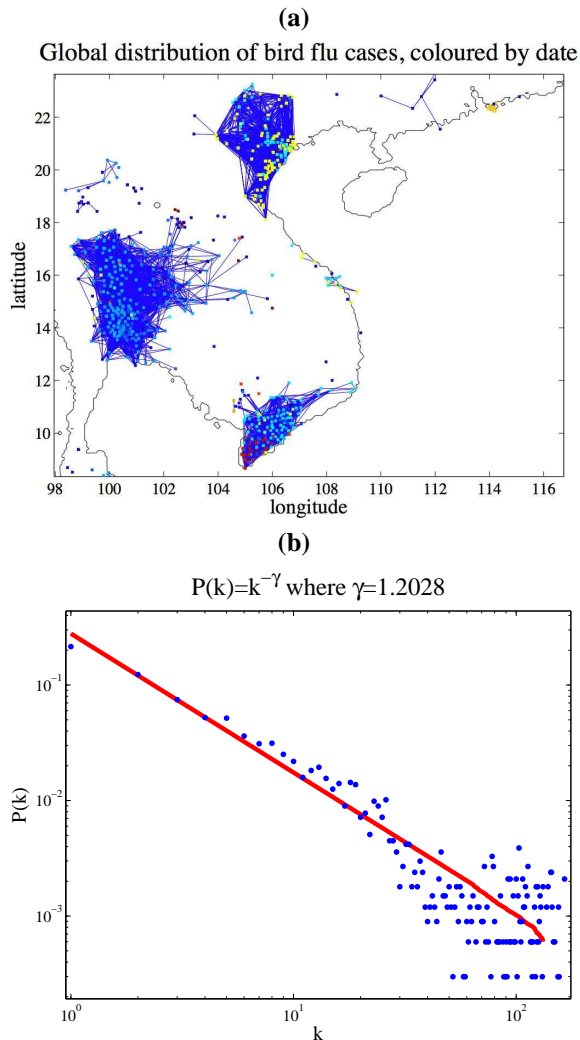 (a)
Global distribution of bird flu cases, coloured by date
22
20
18
16
14
12
10
lattitude
98 100 102 104 106 108 110 112 114 116
longitude
(b)
P(k)=k^{-γ} where γ=1.2028
10^{-1}
10^{-2}
10^{-3}
P(k)
10^0 10^1 10^2
k